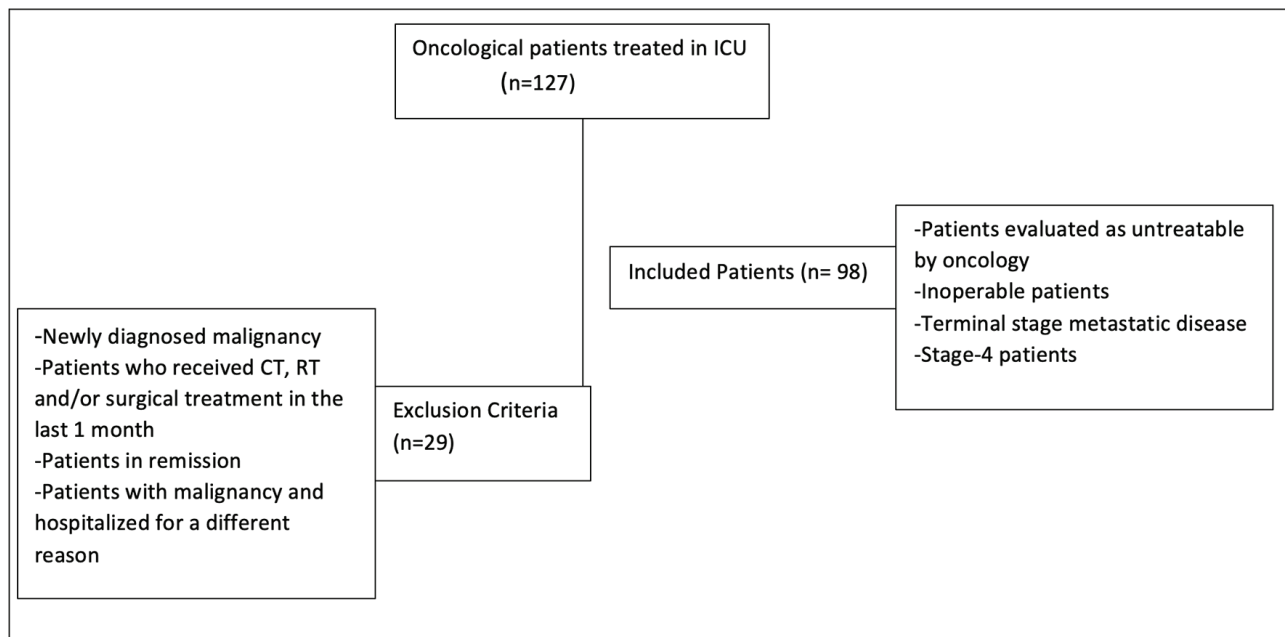 Oncological patients treated in ICU
(n=127)
-Patients evaluated as untreatable
by oncology
-Inoperable patients
-Terminal stage metastatic disease
-Stage-4 patients
Included Patients (n= 98)
-Newly diagnosed malignancy
-Patients who received CT, RT
and/or surgical treatment in the
last 1 month
-Patients in remission
-Patients with malignancy and
hospitalized for a different
reason
Exclusion Criteria
(n=29)